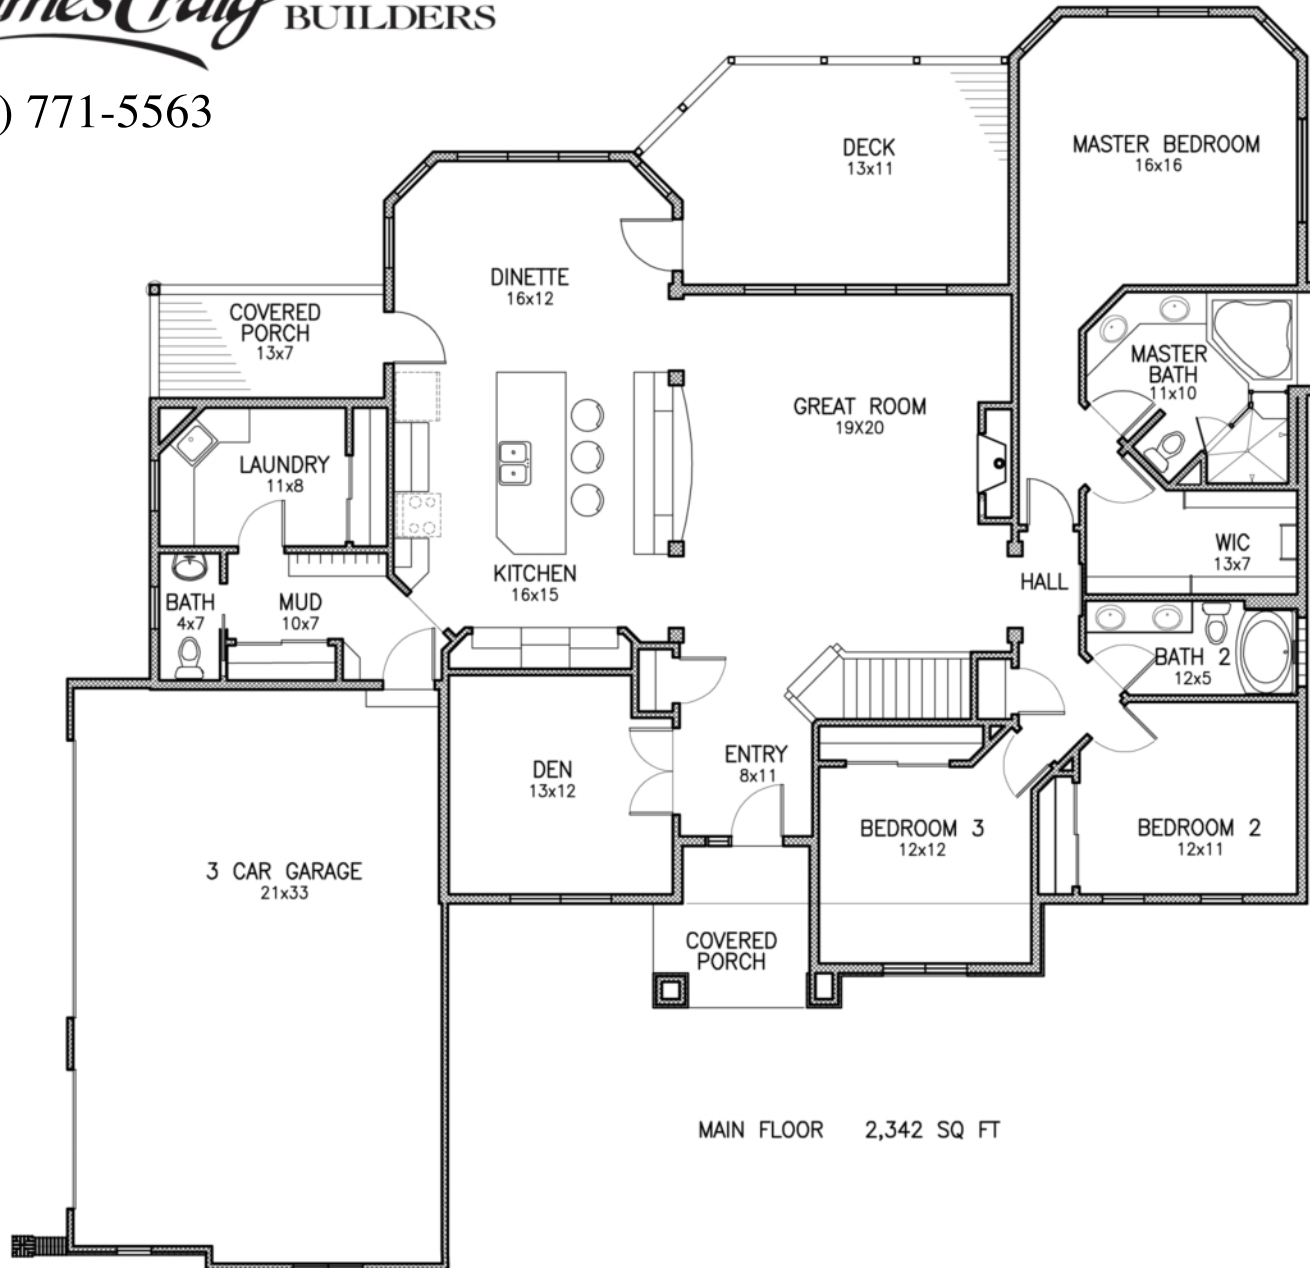 BUILDERS
) 771-5563
DECK
13x11
MASTER BEDROOM
16x16
DINETTE
16x12
COVERED
PORCH
13x7
MASTER
BATH
11x10
GREAT ROOM
19X20
LAUNDRY
11x8
KITCHEN
16x15
HALL
WIC
13x7
BATH
4x7
MUD
10x7
BATH 2
12x5
DEN
13x12
ENTRY
8x11
BEDROOM 3
12x12
BEDROOM 2
12x11
3 CAR GARAGE
21x33
COVERED
PORCH
MAIN FLOOR 2,342 SQ FT